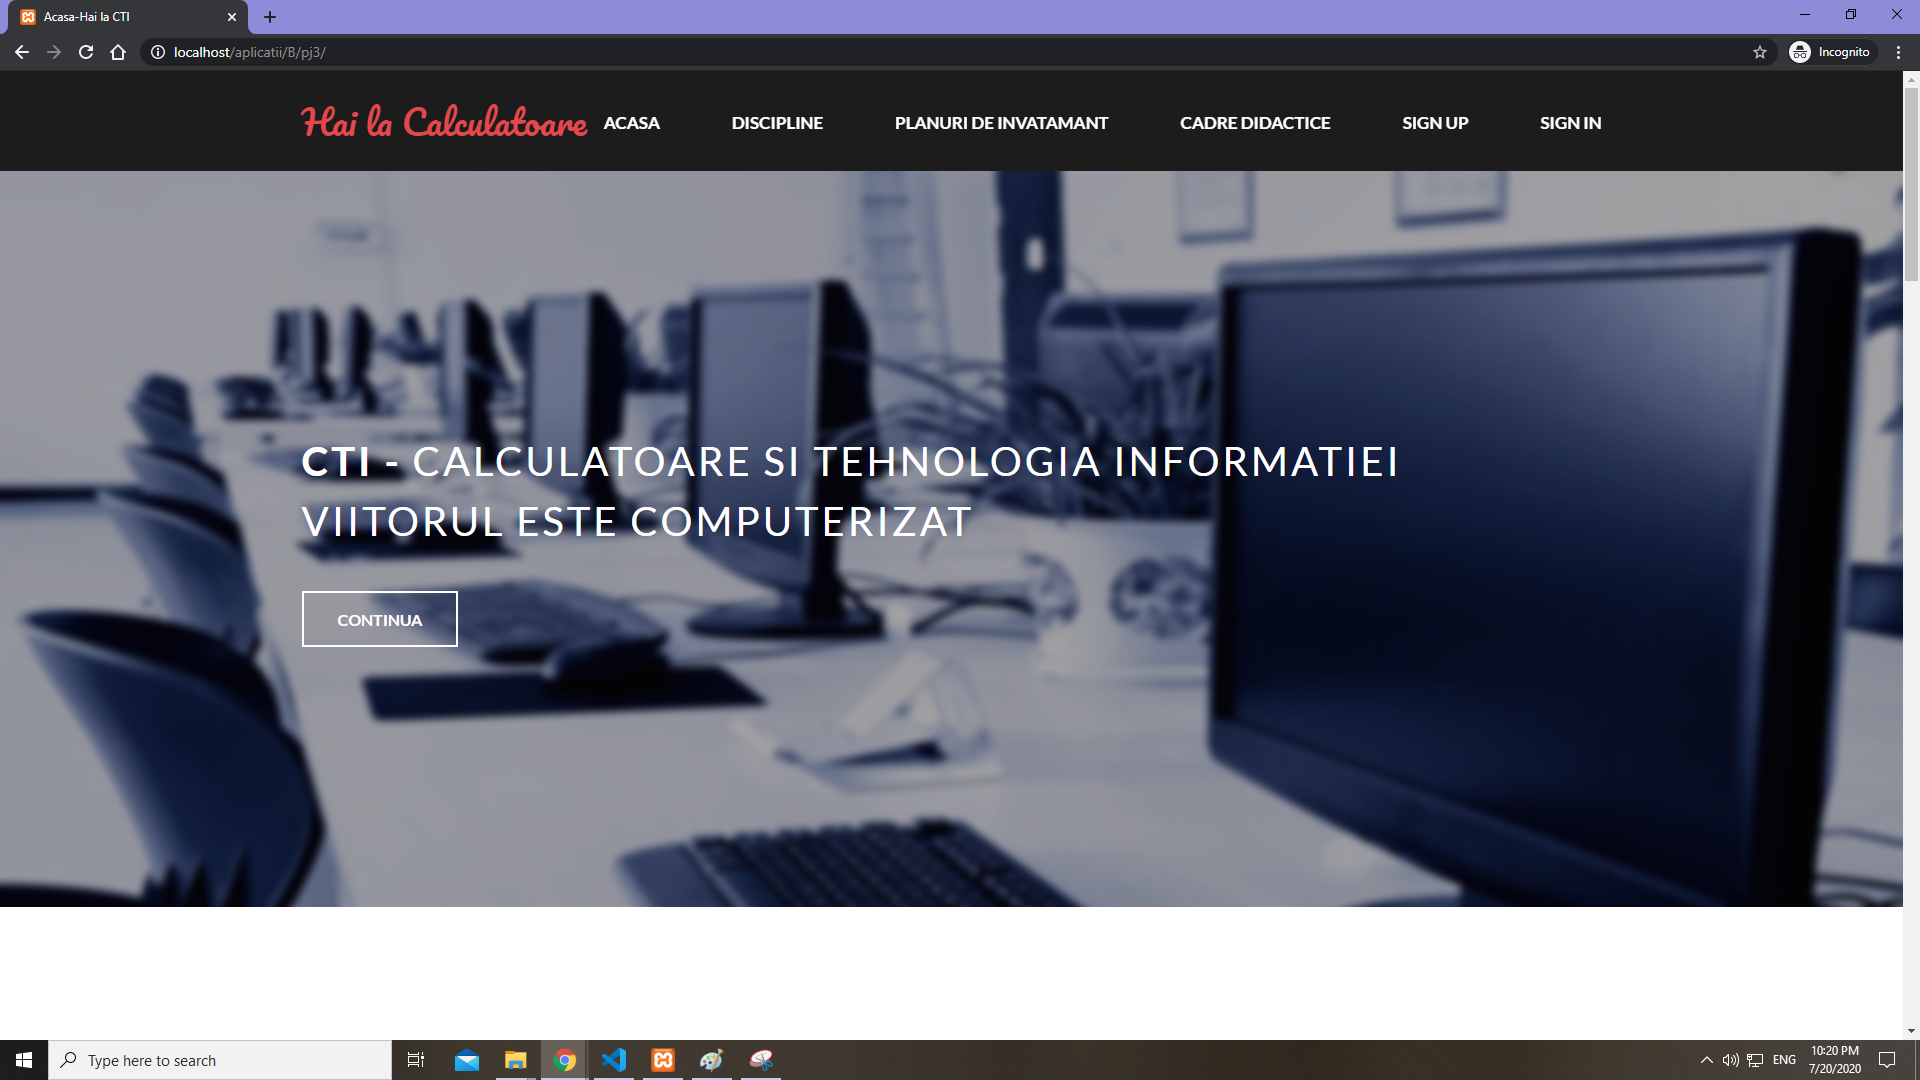 Acasa-Hai la CTI
localhost/aplicatii/B/pj3/
Incognito
Hai la Calculatoare ACASA DISCIPLINE PLANURI DE INVATAMANT CADRE DIDACTICE SIGN UP SIGN IN
CTI - CALCULATOARE SI TEHNOLOGIA INFORMATIEI
VIITORUL ESTE COMPUTERIZAT
CONTINUA
Type here to search
ENG
10:20 PM
7/20/2020